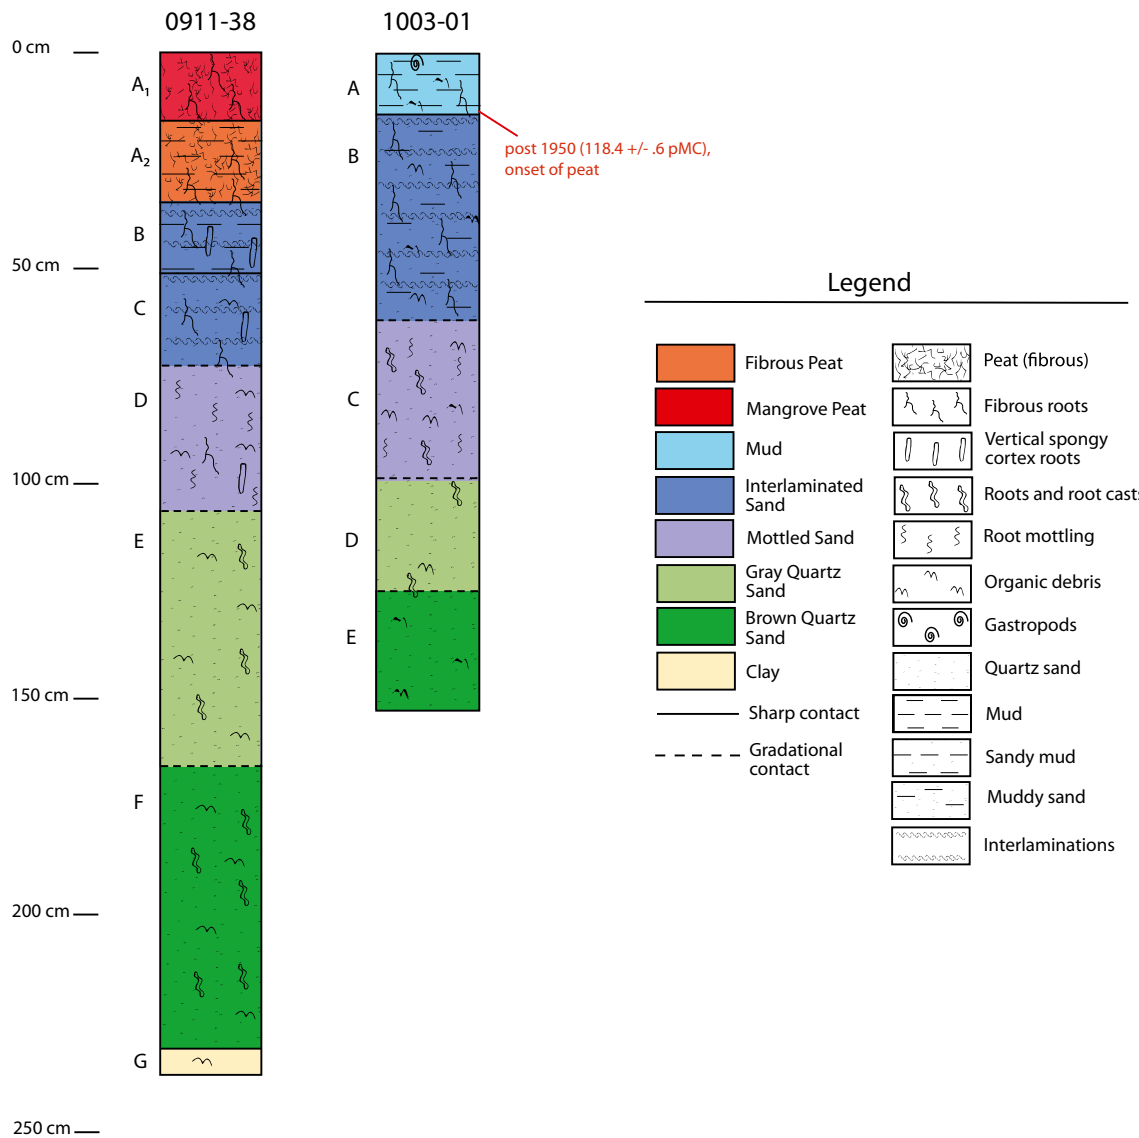 0911-38
1003-01
0 cm
50 cm
100 cm
150 cm
200 cm
250 cm
A1
A2
B
C
D
E
F
G
A
B
C
D
E
post 1950 (118.4 +/- .6 pMC),
onset of peat
Legend
Fibrous Peat
Mangrove Peat
Mud
Interlaminated
Sand
Mottled Sand
Gray Quartz
Sand
Brown Quartz
Sand
Clay
Sharp contact
Gradational
contact
Peat (fibrous)
Fibrous roots
Vertical spongy
cortex roots
Roots and root casts
Root mottling
Organic debris
Gastropods
Quartz sand
Mud
Sandy mud
Muddy sand
Interlaminations